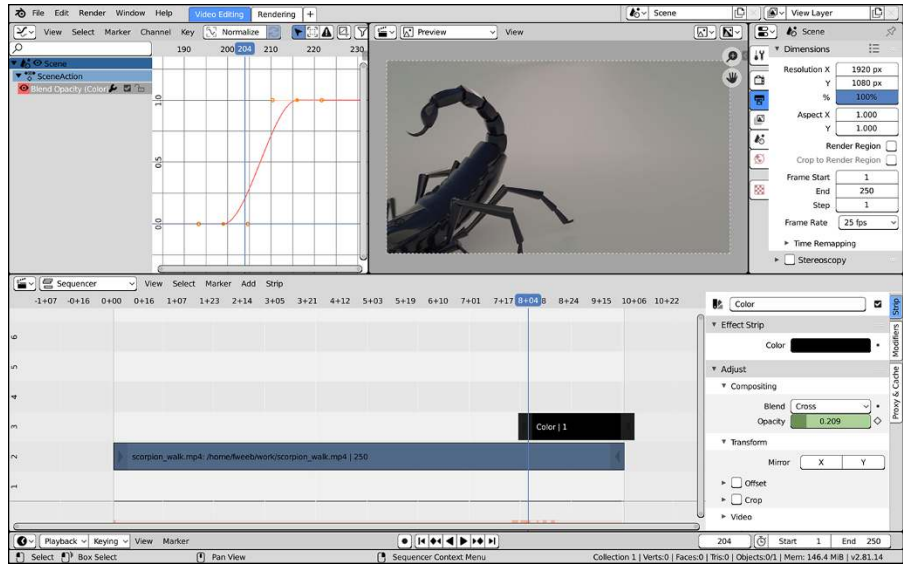 File Edit Render Window Help Video Editing Rendering + Scene View Layer
View Select Marker Channel Key Normalize Preview View Scene
190 200 204 210 220 230
Scene
SceneAction
Blend Opacity (Color)
1.0
0.5
0.0
Dimensions
Resolution X 1920 px
Y 1080 px
% 100%
Aspect X 1.000
Y 1.000
Render Region
Crop to Render Region
Frame Start 1
End 250
Step 1
Frame Rate 25 fps
Time Remapping
Stereoscopy
Sequencer View Select Marker Add Strip
-1+07 -0+16 0+00 0+16 1+07 1+23 2+14 3+05 3+21 4+12 5+03 5+19 6+10 7+01 7+17 8+04 8 8+24 9+15 10+06 10+22
6
5
4
3
2
1
Color | 1
scorpion_walk.mp4: /home/fweeb/work/scorpion_walk.mp4 | 250
Color
Strip
Modifiers
Proxy & Cache
Effect Strip
Color
Adjust
Compositing
Blend Cross
Opacity 0.209
Transform
Mirror X Y
Offset
Crop
Video
Playback Keying View Marker 204 Start 1 End 250
Select Box Select Pan View Sequencer Context Menu Collection 1 | Verts:0 | Faces:0 | Tris:0 | Objects:0/1 | Mem: 146.4 MiB | v2.81.14